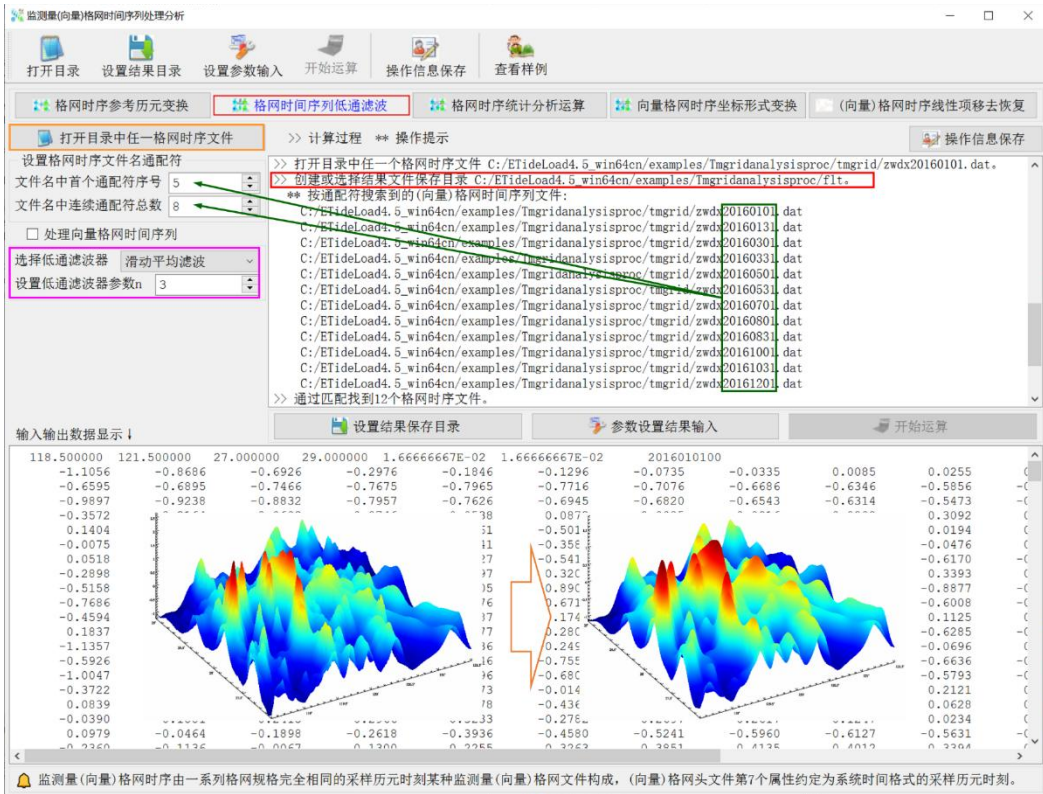 监测量(向量)格网时间序列处理分析
打开目录 设置结果目录 设置参数输入 开始运算 操作信息保存 查看样例
格网时序参考历元变换 格网时间序列低通滤波 格网时序统计分析运算 向量格网时序坐标形式变换 (向量)格网时序线性项移去恢复
打开目录中任一格网时序文件 >> 计算过程 ** 操作提示 操作信息保存
设置格网时序文件名通配符
文件名中首个通配符序号 5
文件名中连续通配符总数 8
处理向量格网时间序列
选择低通滤波器 滑动平均滤波
设置低通滤波器参数n 3
>> 打开目录中任一个格网时序文件 C:/ETideLoad4.5_win64cn/examples/Tmgridanalysisproc/tmgrid/zwdx20160101.dat。
>> 创建或选择结果文件保存目录 C:/ETideLoad4.5_win64cn/examples/Tmgridanalysisproc/flt。
** 按通配符搜索到的(向量)格网时间序列文件:
C:/ETideLoad4.5_win64cn/examples/Tmgridanalysisproc/tmgrid/zwdx20160101.dat
C:/ETideLoad4.5_win64cn/examples/Tmgridanalysisproc/tmgrid/zwdx20160131.dat
C:/ETideLoad4.5_win64cn/examples/Tmgridanalysisproc/tmgrid/zwdx20160301.dat
C:/ETideLoad4.5_win64cn/examples/Tmgridanalysisproc/tmgrid/zwdx20160331.dat
C:/ETideLoad4.5_win64cn/examples/Tmgridanalysisproc/tmgrid/zwdx20160501.dat
C:/ETideLoad4.5_win64cn/examples/Tmgridanalysisproc/tmgrid/zwdx20160531.dat
C:/ETideLoad4.5_win64cn/examples/Tmgridanalysisproc/tmgrid/zwdx20160701.dat
C:/ETideLoad4.5_win64cn/examples/Tmgridanalysisproc/tmgrid/zwdx20160801.dat
C:/ETideLoad4.5_win64cn/examples/Tmgridanalysisproc/tmgrid/zwdx20160831.dat
C:/ETideLoad4.5_win64cn/examples/Tmgridanalysisproc/tmgrid/zwdx20161001.dat
C:/ETideLoad4.5_win64cn/examples/Tmgridanalysisproc/tmgrid/zwdx20161031.dat
C:/ETideLoad4.5_win64cn/examples/Tmgridanalysisproc/tmgrid/zwdx20161201.dat
>> 通过匹配找到12个格网时序文件。
输入输出数据显示↓ 设置结果保存目录 参数设置结果输入 开始运算
118.500000 121.500000 27.000000 29.000000 1.66666667E-02 1.66666667E-02 2016010100
-1.1056 -0.8686 -0.6926 -0.2976 -0.1846 -0.1296 -0.0735 -0.0335 0.0085 0.0255
-0.6595 -0.6895 -0.7466 -0.7675 -0.7965 -0.7716 -0.7076 -0.6686 -0.6346 -0.5856
-0.9897 -0.9238 -0.8832 -0.7957 -0.7626 -0.6945 -0.6820 -0.6543 -0.6314 -0.5473
-0.3572 0.3092
0.1404 -0.501 0.0194
-0.0075 -0.0476
0.0518 -0.541 0.6170
-0.2898 0.3393
-0.5158 -0.8877
-0.7686 -0.6008
-0.4594 0.1125
0.1837 -0.6285
-1.1357 -0.0696
-0.5926 -0.755 -0.6636
-1.0047 -0.5793
-0.3722 -0.014 0.2121
0.0839 -0.436 0.0628
-0.0390 0.0234
0.0979 -0.0464 -0.1898 -0.2618 -0.3936 -0.4580 -0.5241 -0.5960 -0.6127 -0.5631
监测量(向量)格网时序由一系列格网规格完全相同的采样历元时刻某种监测量(向量)格网文件构成，(向量)格网头文件第7个属性约定为系统时间格式的采样历元时刻。